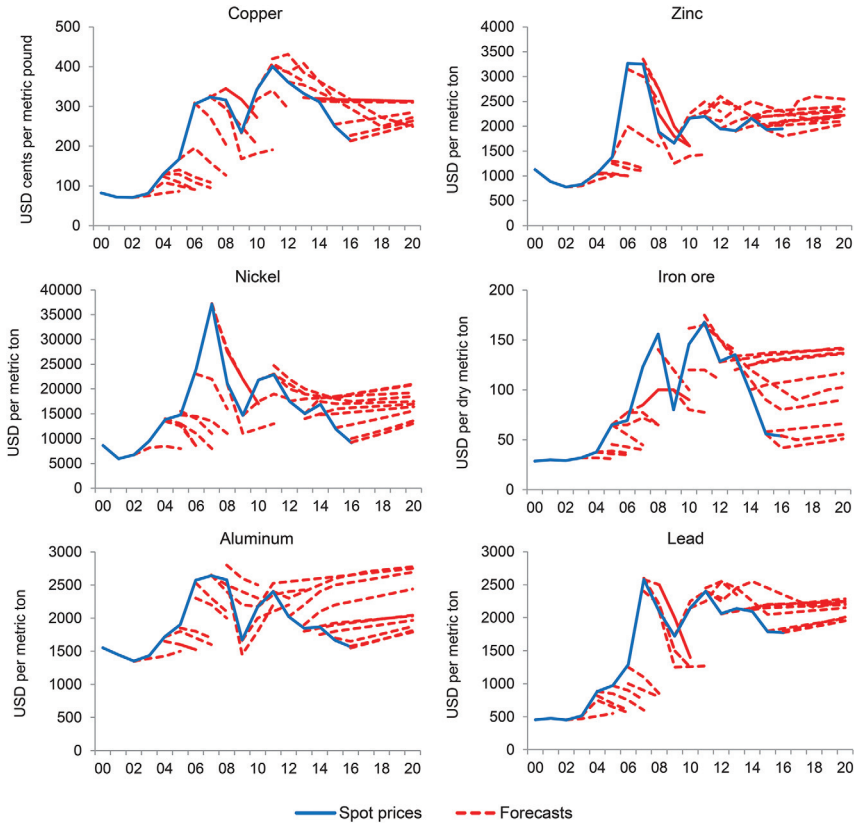 Copper
USD cents per metric pound
500
400
300
200
100
0
00 02 04 06 08 10 12 14 16 18 20
Zinc
USD per metric ton
4000
3500
3000
2500
2000
1500
1000
500
0
00 02 04 06 08 10 12 14 16 18 20
Nickel
USD per metric ton
40000
35000
30000
25000
20000
15000
10000
5000
0
00 02 04 06 08 10 12 14 16 18 20
Iron ore
USD per dry metric ton
200
150
100
50
0
00 02 04 06 08 10 12 14 16 18 20
Aluminum
USD per metric ton
3000
2500
2000
1500
1000
500
0
00 02 04 06 08 10 12 14 16 18 20
Lead
USD per metric ton
3000
2500
2000
1500
1000
500
0
00 02 04 06 08 10 12 14 16 18 20
Spot prices
Forecasts